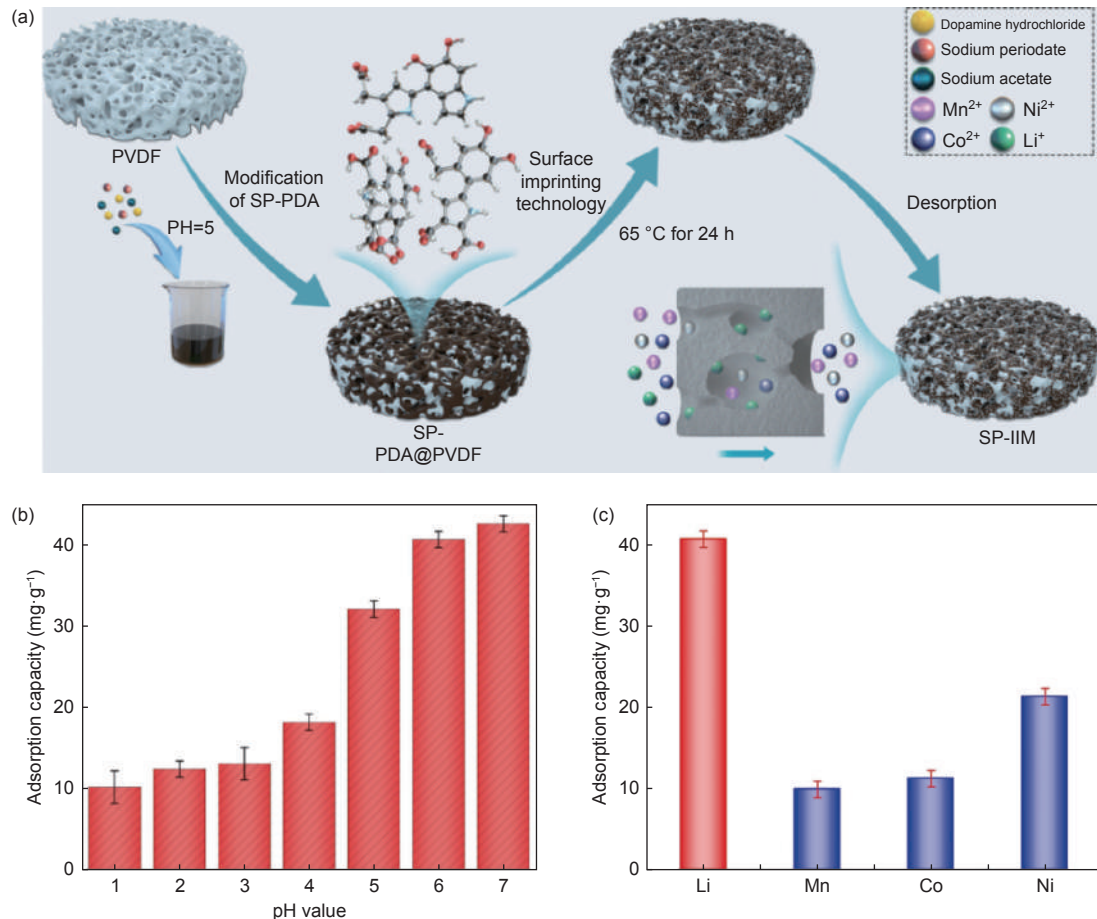 (a)
PVDF
PH=5
Modification
of SP-PDA
SP-
PDA@PVDF
Surface
imprinting
technology
65 °C for 24 h
Desorption
SP-IIM
Dopamine hydrochloride
Sodium periodate
Sodium acetate
Mn²⁺ Ni²⁺
Co²⁺ Li⁺
(b)
Adsorption capacity (mg·g⁻¹)
40
30
20
10
0
1 2 3 4 5 6 7
pH value
(c)
Adsorption capacity (mg·g⁻¹)
40
30
20
10
0
Li Mn Co Ni